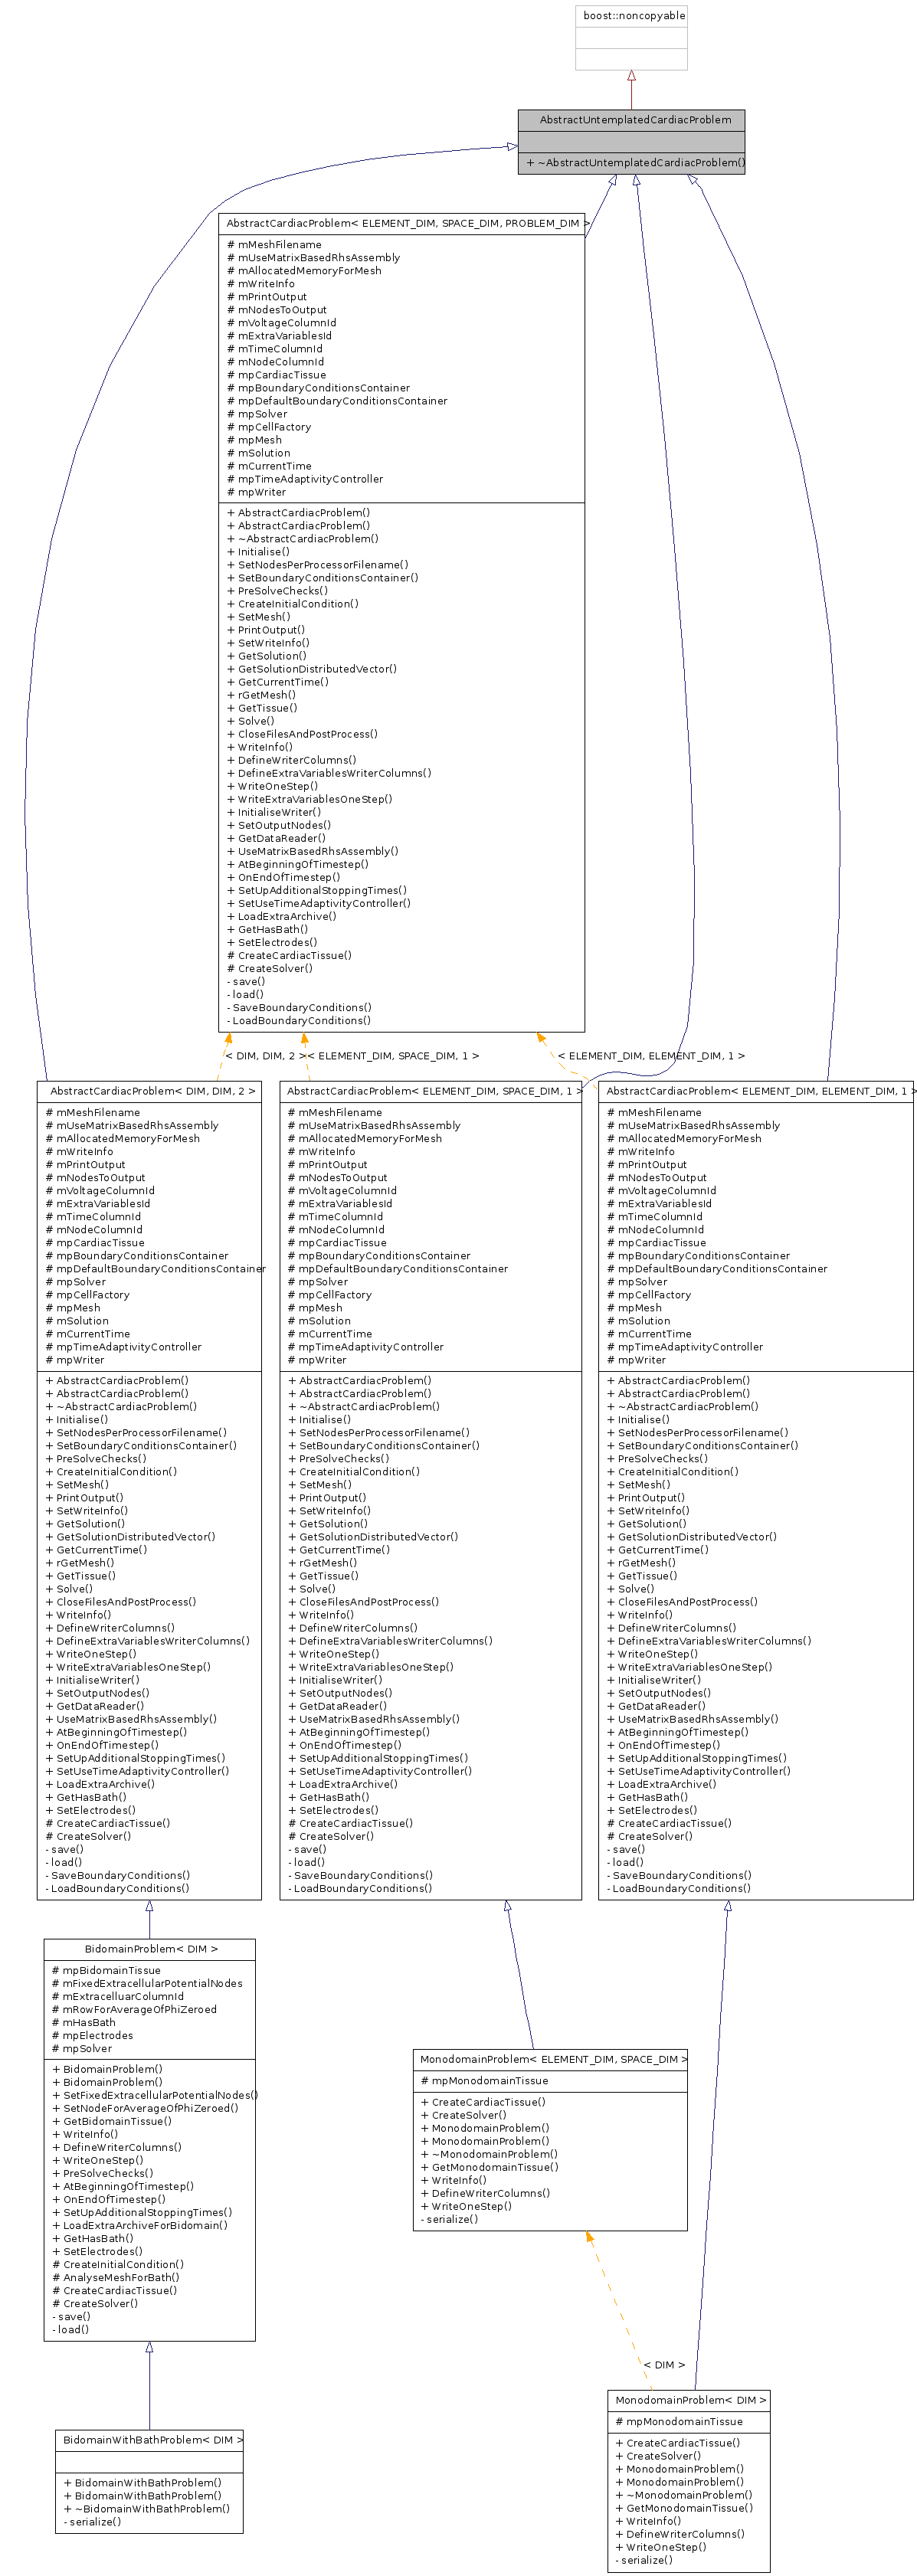 boost::noncopyable
AbstractUntemplatedCardiacProblem
+ ~AbstractUntemplatedCardiacProblem()
AbstractCardiacProblem< ELEMENT_DIM, SPACE_DIM, PROBLEM_DIM >
# mMeshFilename
# mUseMatrixBasedRhsAssembly
# mAllocatedMemoryForMesh
# mWriteInfo
# mPrintOutput
# mNodesToOutput
# mVoltageColumnId
# mExtraVariablesId
# mTimeColumnId
# mNodeColumnId
# mpCardiacTissue
# mpBoundaryConditionsContainer
# mpDefaultBoundaryConditionsContainer
# mpSolver
# mpCellFactory
# mpMesh
# mSolution
# mCurrentTime
# mpTimeAdaptivityController
# mpWriter
+ AbstractCardiacProblem()
+ AbstractCardiacProblem()
+ ~AbstractCardiacProblem()
+ Initialise()
+ SetNodesPerProcessorFilename()
+ SetBoundaryConditionsContainer()
+ PreSolveChecks()
+ CreateInitialCondition()
+ SetMesh()
+ PrintOutput()
+ SetWriteInfo()
+ GetSolution()
+ GetSolutionDistributedVector()
+ GetCurrentTime()
+ rGetMesh()
+ GetTissue()
+ Solve()
+ CloseFilesAndPostProcess()
+ WriteInfo()
+ DefineWriterColumns()
+ DefineExtraVariablesWriterColumns()
+ WriteOneStep()
+ WriteExtraVariablesOneStep()
+ InitialiseWriter()
+ SetOutputNodes()
+ GetDataReader()
+ UseMatrixBasedRhsAssembly()
+ AtBeginningOfTimestep()
+ OnEndOfTimestep()
+ SetUpAdditionalStoppingTimes()
+ SetUseTimeAdaptivityController()
+ LoadExtraArchive()
+ GetHasBath()
+ SetElectrodes()
# CreateCardiacTissue()
# CreateSolver()
- save()
- load()
- SaveBoundaryConditions()
- LoadBoundaryConditions()
< DIM, DIM, 2 >
< ELEMENT_DIM, SPACE_DIM, 1 >
< ELEMENT_DIM, ELEMENT_DIM, 1 >
AbstractCardiacProblem< DIM, DIM, 2 >
# mMeshFilename
# mUseMatrixBasedRhsAssembly
# mAllocatedMemoryForMesh
# mWriteInfo
# mPrintOutput
# mNodesToOutput
# mVoltageColumnId
# mExtraVariablesId
# mTimeColumnId
# mNodeColumnId
# mpCardiacTissue
# mpBoundaryConditionsContainer
# mpDefaultBoundaryConditionsContainer
# mpSolver
# mpCellFactory
# mpMesh
# mSolution
# mCurrentTime
# mpTimeAdaptivityController
# mpWriter
+ AbstractCardiacProblem()
+ AbstractCardiacProblem()
+ ~AbstractCardiacProblem()
+ Initialise()
+ SetNodesPerProcessorFilename()
+ SetBoundaryConditionsContainer()
+ PreSolveChecks()
+ CreateInitialCondition()
+ SetMesh()
+ PrintOutput()
+ SetWriteInfo()
+ GetSolution()
+ GetSolutionDistributedVector()
+ GetCurrentTime()
+ rGetMesh()
+ GetTissue()
+ Solve()
+ CloseFilesAndPostProcess()
+ WriteInfo()
+ DefineWriterColumns()
+ DefineExtraVariablesWriterColumns()
+ WriteOneStep()
+ WriteExtraVariablesOneStep()
+ InitialiseWriter()
+ SetOutputNodes()
+ GetDataReader()
+ UseMatrixBasedRhsAssembly()
+ AtBeginningOfTimestep()
+ OnEndOfTimestep()
+ SetUpAdditionalStoppingTimes()
+ SetUseTimeAdaptivityController()
+ LoadExtraArchive()
+ GetHasBath()
+ SetElectrodes()
# CreateCardiacTissue()
# CreateSolver()
- save()
- load()
- SaveBoundaryConditions()
- LoadBoundaryConditions()
AbstractCardiacProblem< ELEMENT_DIM, SPACE_DIM, 1 >
# mMeshFilename
# mUseMatrixBasedRhsAssembly
# mAllocatedMemoryForMesh
# mWriteInfo
# mPrintOutput
# mNodesToOutput
# mVoltageColumnId
# mExtraVariablesId
# mTimeColumnId
# mNodeColumnId
# mpCardiacTissue
# mpBoundaryConditionsContainer
# mpDefaultBoundaryConditionsContainer
# mpSolver
# mpCellFactory
# mpMesh
# mSolution
# mCurrentTime
# mpTimeAdaptivityController
# mpWriter
+ AbstractCardiacProblem()
+ AbstractCardiacProblem()
+ ~AbstractCardiacProblem()
+ Initialise()
+ SetNodesPerProcessorFilename()
+ SetBoundaryConditionsContainer()
+ PreSolveChecks()
+ CreateInitialCondition()
+ SetMesh()
+ PrintOutput()
+ SetWriteInfo()
+ GetSolution()
+ GetSolutionDistributedVector()
+ GetCurrentTime()
+ rGetMesh()
+ GetTissue()
+ Solve()
+ CloseFilesAndPostProcess()
+ WriteInfo()
+ DefineWriterColumns()
+ DefineExtraVariablesWriterColumns()
+ WriteOneStep()
+ WriteExtraVariablesOneStep()
+ InitialiseWriter()
+ SetOutputNodes()
+ GetDataReader()
+ UseMatrixBasedRhsAssembly()
+ AtBeginningOfTimestep()
+ OnEndOfTimestep()
+ SetUpAdditionalStoppingTimes()
+ SetUseTimeAdaptivityController()
+ LoadExtraArchive()
+ GetHasBath()
+ SetElectrodes()
# CreateCardiacTissue()
# CreateSolver()
- save()
- load()
- SaveBoundaryConditions()
- LoadBoundaryConditions()
AbstractCardiacProblem< ELEMENT_DIM, ELEMENT_DIM, 1 >
# mMeshFilename
# mUseMatrixBasedRhsAssembly
# mAllocatedMemoryForMesh
# mWriteInfo
# mPrintOutput
# mNodesToOutput
# mVoltageColumnId
# mExtraVariablesId
# mTimeColumnId
# mNodeColumnId
# mpCardiacTissue
# mpBoundaryConditionsContainer
# mpDefaultBoundaryConditionsContainer
# mpSolver
# mpCellFactory
# mpMesh
# mSolution
# mCurrentTime
# mpTimeAdaptivityController
# mpWriter
+ AbstractCardiacProblem()
+ AbstractCardiacProblem()
+ ~AbstractCardiacProblem()
+ Initialise()
+ SetNodesPerProcessorFilename()
+ SetBoundaryConditionsContainer()
+ PreSolveChecks()
+ CreateInitialCondition()
+ SetMesh()
+ PrintOutput()
+ SetWriteInfo()
+ GetSolution()
+ GetSolutionDistributedVector()
+ GetCurrentTime()
+ rGetMesh()
+ GetTissue()
+ Solve()
+ CloseFilesAndPostProcess()
+ WriteInfo()
+ DefineWriterColumns()
+ DefineExtraVariablesWriterColumns()
+ WriteOneStep()
+ WriteExtraVariablesOneStep()
+ InitialiseWriter()
+ SetOutputNodes()
+ GetDataReader()
+ UseMatrixBasedRhsAssembly()
+ AtBeginningOfTimestep()
+ OnEndOfTimestep()
+ SetUpAdditionalStoppingTimes()
+ SetUseTimeAdaptivityController()
+ LoadExtraArchive()
+ GetHasBath()
+ SetElectrodes()
# CreateCardiacTissue()
# CreateSolver()
- save()
- load()
- SaveBoundaryConditions()
- LoadBoundaryConditions()
BidomainProblem< DIM >
# mpBidomainTissue
# mFixedExtracellularPotentialNodes
# mExtracelluarColumnId
# mRowForAverageOfPhiZeroed
# mHasBath
# mpElectrodes
# mpSolver
+ BidomainProblem()
+ BidomainProblem()
+ SetFixedExtracellularPotentialNodes()
+ SetNodeForAverageOfPhiZeroed()
+ GetBidomainTissue()
+ WriteInfo()
+ DefineWriterColumns()
+ WriteOneStep()
+ PreSolveChecks()
+ AtBeginningOfTimestep()
+ OnEndOfTimestep()
+ SetUpAdditionalStoppingTimes()
+ LoadExtraArchiveForBidomain()
+ GetHasBath()
+ SetElectrodes()
# CreateInitialCondition()
# AnalyseMeshForBath()
# CreateCardiacTissue()
# CreateSolver()
- save()
- load()
MonodomainProblem< ELEMENT_DIM, SPACE_DIM >
# mpMonodomainTissue
+ CreateCardiacTissue()
+ CreateSolver()
+ MonodomainProblem()
+ MonodomainProblem()
+ ~MonodomainProblem()
+ GetMonodomainTissue()
+ WriteInfo()
+ DefineWriterColumns()
+ WriteOneStep()
- serialize()
< DIM >
BidomainWithBathProblem< DIM >
+ BidomainWithBathProblem()
+ BidomainWithBathProblem()
+ ~BidomainWithBathProblem()
- serialize()
MonodomainProblem< DIM >
# mpMonodomainTissue
+ CreateCardiacTissue()
+ CreateSolver()
+ MonodomainProblem()
+ MonodomainProblem()
+ ~MonodomainProblem()
+ GetMonodomainTissue()
+ WriteInfo()
+ DefineWriterColumns()
+ WriteOneStep()
- serialize()